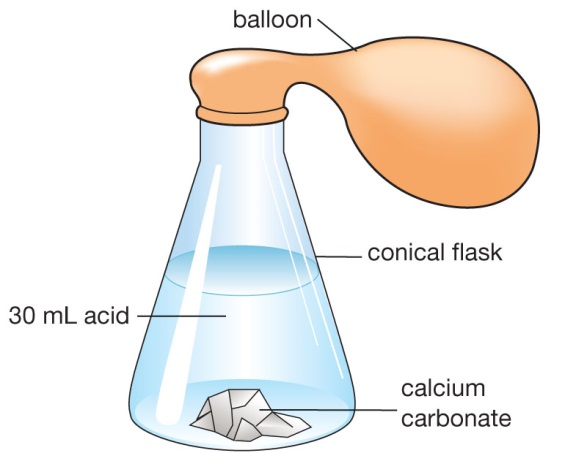 balloon
conical flask
30 mL acid
calcium
carbonate